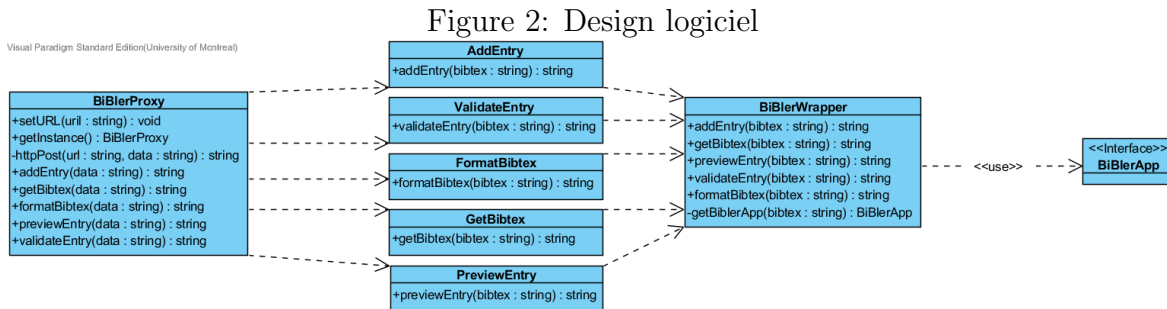 Figure 2: Design logiciel
Visual Paradigm Standard Edition(University of Montreal)
BiBlerProxy
+setURL(uril : string) : void
+getInstance() : BiBlerProxy
-httpPost(url : string, data : string) : string
+addEntry(data : string) : string
+getBibtex(data : string) : string
+formatBibtex(data : string) : string
+previewEntry(data : string) : string
+validateEntry(data : string) : string
AddEntry
+addEntry(bibtex : string) : string
ValidateEntry
+validateEntry(bibtex : string) : string
FormatBibtex
+formatBibtex(bibtex : string) : string
GetBibtex
+getBibtex(bibtex : string) : string
PreviewEntry
+previewEntry(bibtex : string) : string
BiBlerWrapper
+addEntry(bibtex : string) : string
+getBibtex(bibtex : string) : string
+previewEntry(bibtex : string) : string
+validateEntry(bibtex : string) : string
+formatBibtex(bibtex : string) : string
-getBiblerApp(bibtex : string) : BiBlerApp
<<use>>
<<Interface>>
BiBlerApp